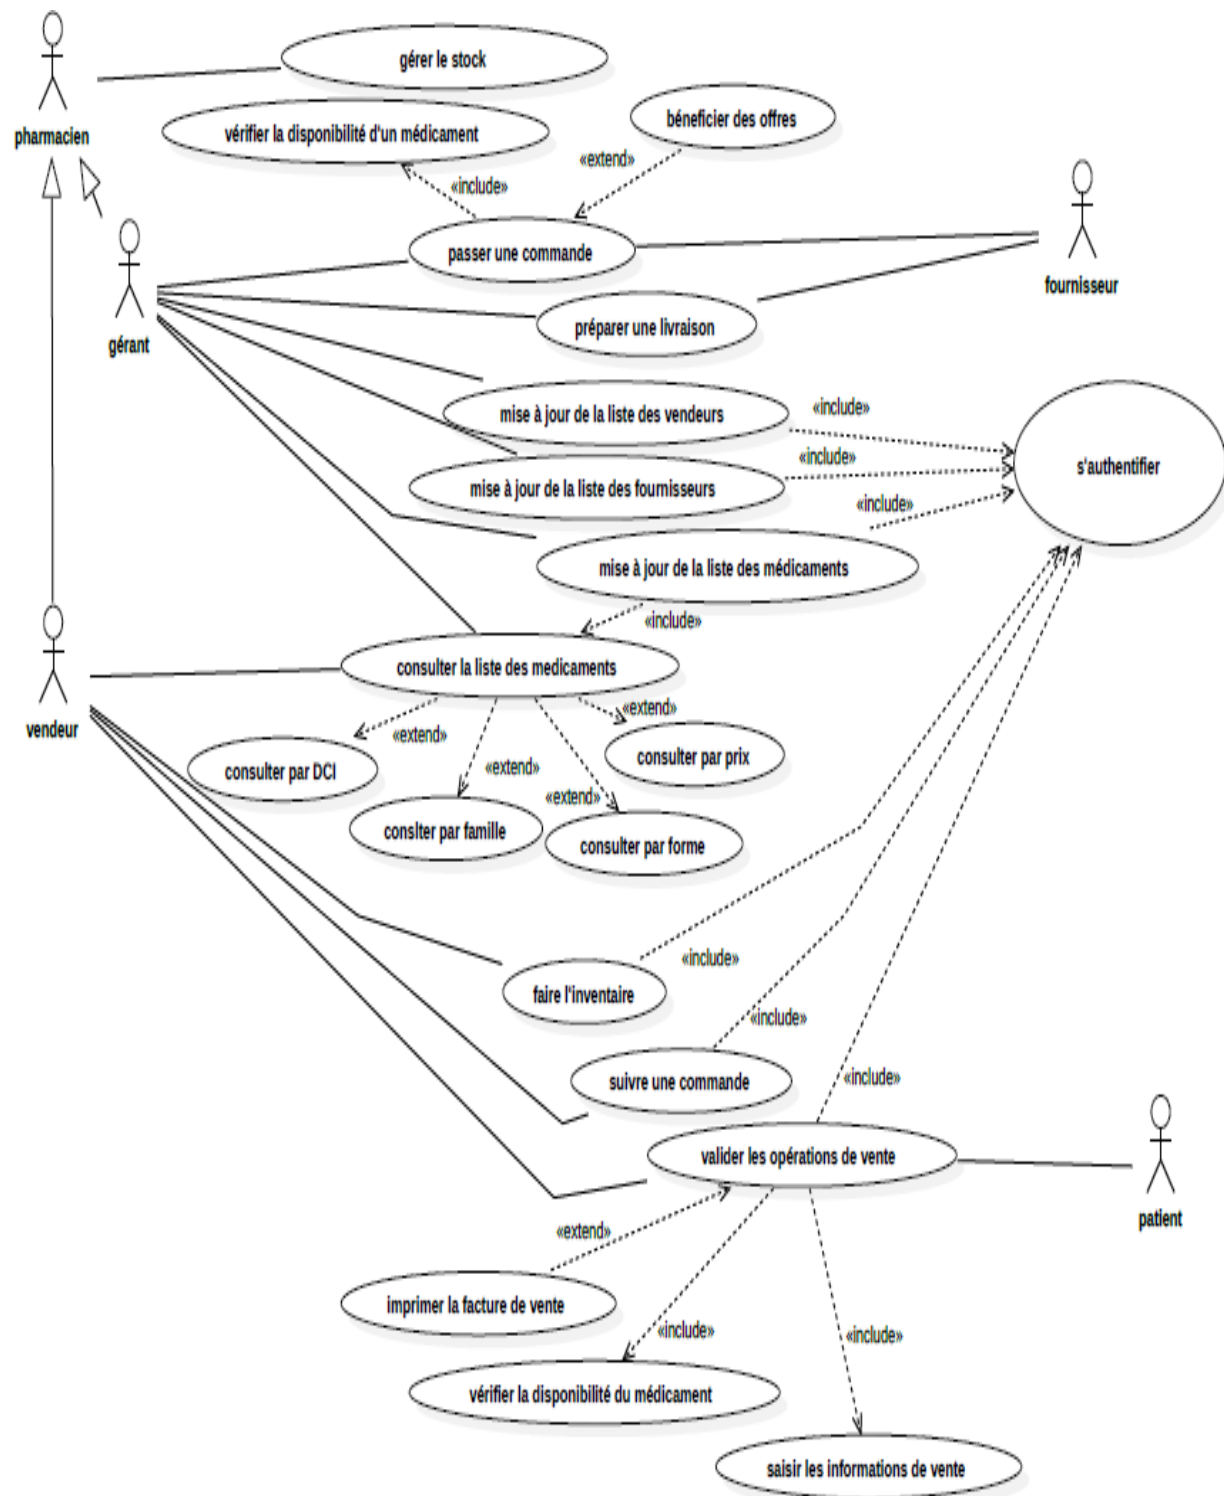 gérer le stock
pharmacien
vérifier la disponibilité d'un médicament
béneficier des offres
«extend»
«include»
passer une commande
fournisseur
préparer une livraison
gérant
mise à jour de la liste des vendeurs
«include»
«include»
s'authentifier
mise à jour de la liste des fournisseurs
«include»
mise à jour de la liste des médicaments
«include»
consulter la liste des medicaments
vendeur
«extend»
«extend»
consulter par prix
consulter par DCI
«extend»
«extend»
conslter par famille
consulter par forme
«include»
faire l'inventaire
«include»
suivre une commande
«include»
valider les opérations de vente
patient
«extend»
imprimer la facture de vente
«include»
«include»
vérifier la disponibilité du médicament
saisir les informations de vente